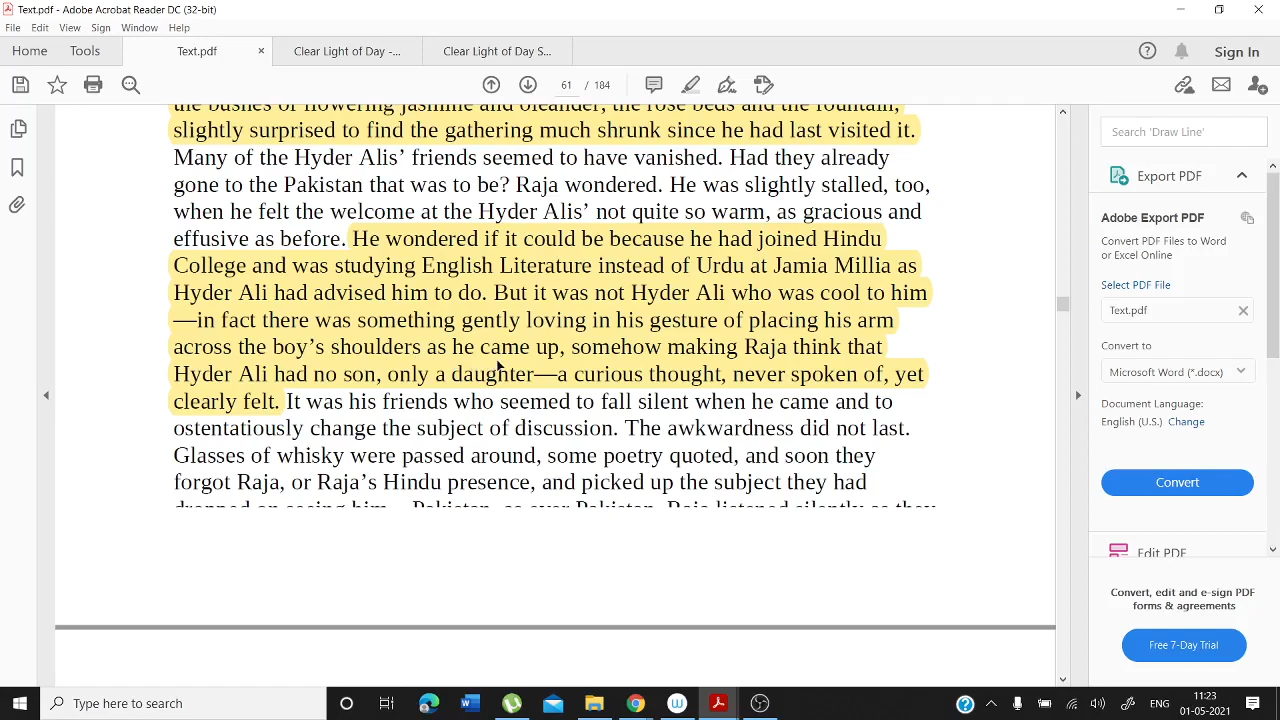 Text.pdf - Adobe Acrobat Reader DC (32-bit)
File Edit View Sign Window Help
Home Tools Text.pdf × Clear Light of Day -... Clear Light of Day S... Sign In
61 / 184
the bushes of flowering jasmine and oleander, the rose beds and the fountain,
slightly surprised to find the gathering much shrunk since he had last visited it.
Many of the Hyder Alis’ friends seemed to have vanished. Had they already
gone to the Pakistan that was to be? Raja wondered. He was slightly stalled, too,
when he felt the welcome at the Hyder Alis’ not quite so warm, as gracious and
effusive as before. He wondered if it could be because he had joined Hindu
College and was studying English Literature instead of Urdu at Jamia Millia as
Hyder Ali had advised him to do. But it was not Hyder Ali who was cool to him
—in fact there was something gently loving in his gesture of placing his arm
across the boy’s shoulders as he came up, somehow making Raja think that
Hyder Ali had no son, only a daughter—a curious thought, never spoken of, yet
clearly felt. It was his friends who seemed to fall silent when he came and to
ostentatiously change the subject of discussion. The awkwardness did not last.
Glasses of whisky were passed around, some poetry quoted, and soon they
forgot Raja, or Raja’s Hindu presence, and picked up the subject they had
dropped on seeing him—Pakistan, as ever Pakistan. Raja listened silently as they
Search 'Draw Line'
Export PDF
Adobe Export PDF
Convert PDF Files to Word
or Excel Online
Select PDF File
Text.pdf
Convert to
Microsoft Word (*.docx)
Document Language:
English (U.S.) Change
Convert
Edit PDF
Convert, edit and e-sign PDF
forms & agreements
Free 7-Day Trial
Type here to search
ENG
11:23
01-05-2021